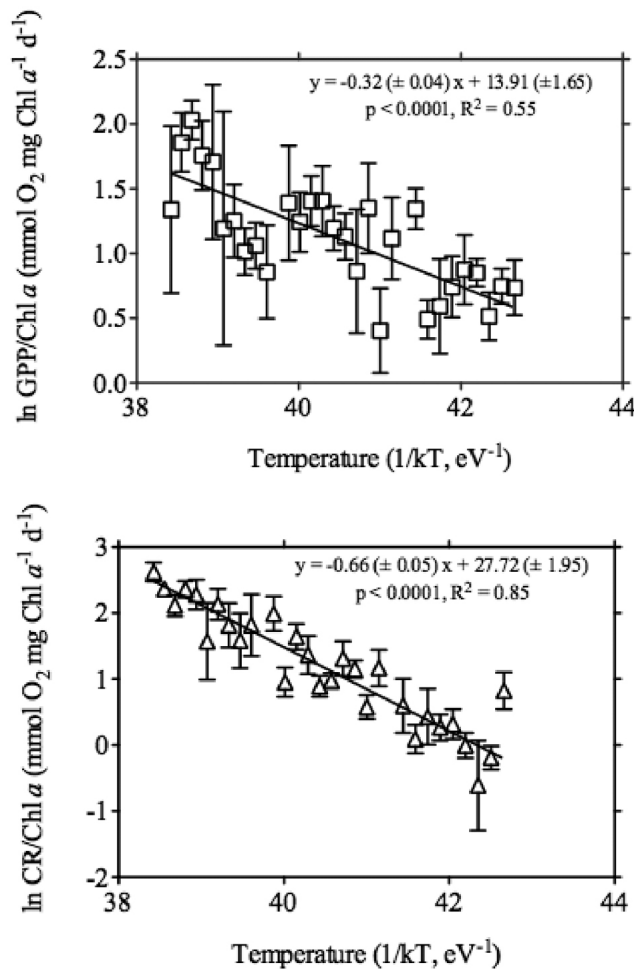 ln GPP/Chl a (mmol O2 mg Chl a-1 d-1)
2.5
2.0
1.5
1.0
0.5
0.0
y = -0.32 (± 0.04) x + 13.91 (±1.65)
p < 0.0001, R2 = 0.55
38 40 42 44
Temperature (1/kT, eV-1)
ln CR/Chl a (mmol O2 mg Chl a-1 d-1)
3
2
1
0
-1
-2
y = -0.66 (± 0.05) x + 27.72 (± 1.95)
p < 0.0001, R2 = 0.85
38 40 42 44
Temperature (1/kT, eV-1)